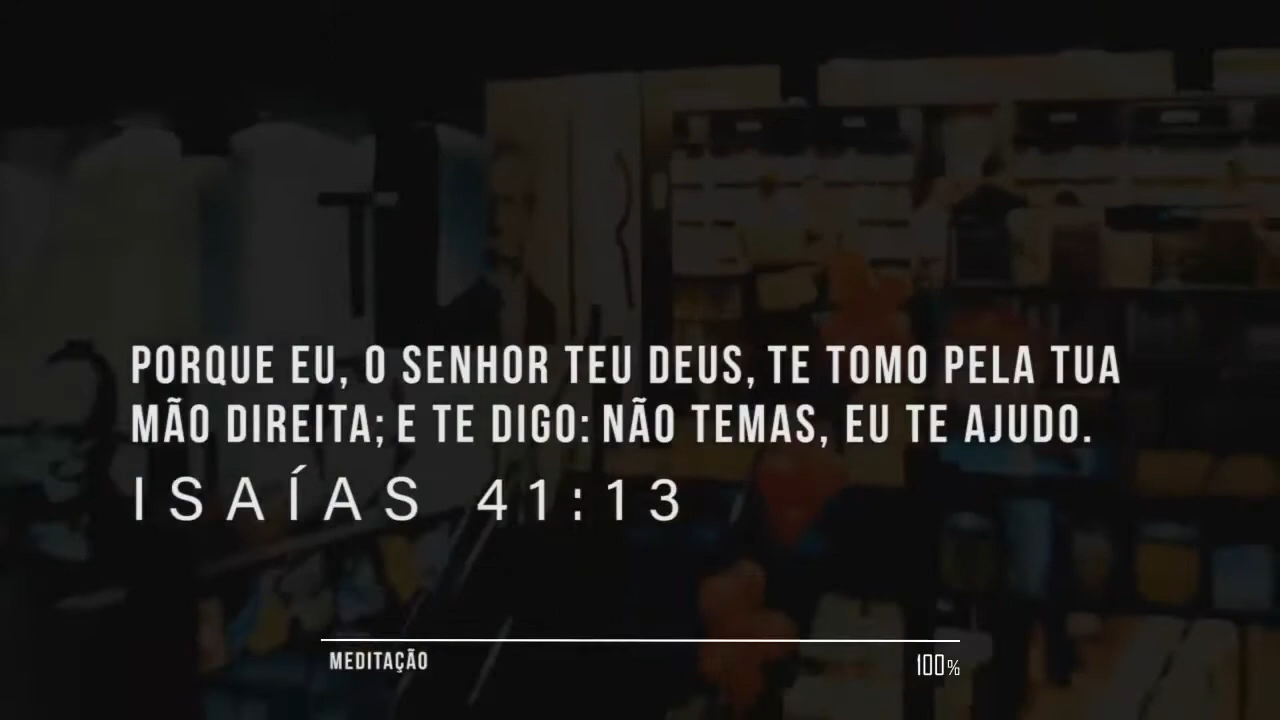 PORQUE EU, O SENHOR TEU DEUS, TE TOMO PELA TUA
MÃO DIREITA; E TE DIGO: NÃO TEMAS, EU TE AJUDO.
ISAÍAS 41:13
MEDITAÇÃO 100%